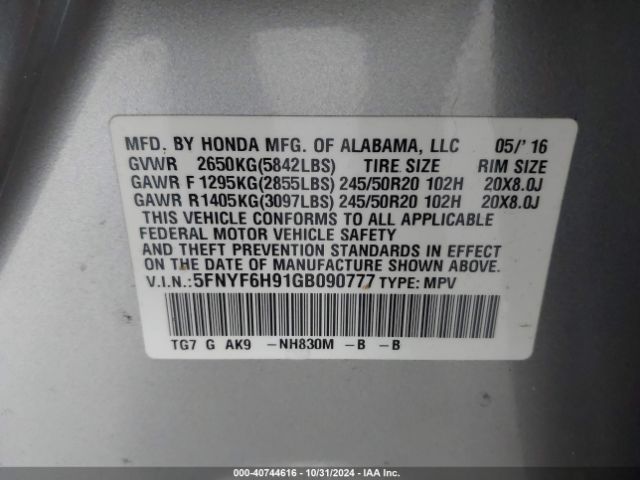 MFD. BY HONDA MFG. OF ALABAMA, LLC 05/'16
GVWR 2650KG(5842LBS) TIRE SIZE RIM SIZE
GAWR F 1295KG(2855LBS) 245/50R20 102H 20X8.0J
GAWR R 1405KG(3097LBS) 245/50R20 102H 20X8.0J
THIS VEHICLE CONFORMS TO ALL APPLICABLE
FEDERAL MOTOR VEHICLE SAFETY
AND THEFT PREVENTION STANDARDS IN EFFECT
ON THE DATE OF MANUFACTURE SHOWN ABOVE.
V.I.N.:5FNYF6H91GB090777 TYPE: MPV
TG7 G AK9 -NH830M -B -B
000-40744616 - 10/31/2024 - IAA Inc.